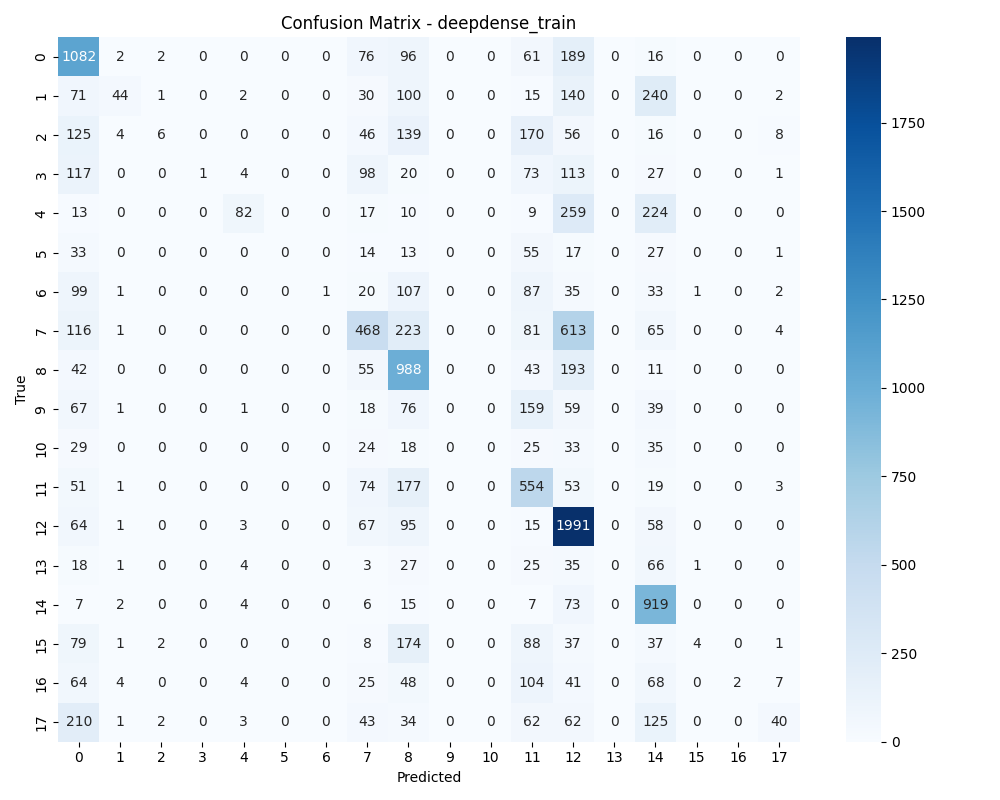 Confusion Matrix - deepdense_train
0 1082 2 2 0 0 0 0 76 96 0 0 61 189 0 16 0 0 0
1 71 44 1 0 2 0 0 30 100 0 0 15 140 0 240 0 0 2
2 125 4 6 0 0 0 0 46 139 0 0 170 56 0 16 0 0 8
3 117 0 0 1 4 0 0 98 20 0 0 73 113 0 27 0 0 1
4 13 0 0 0 82 0 0 17 10 0 0 9 259 0 224 0 0 0
5 33 0 0 0 0 0 0 14 13 0 0 55 17 0 27 0 0 1
6 99 1 0 0 0 0 1 20 107 0 0 87 35 0 33 1 0 2
7 116 1 0 0 0 0 0 468 223 0 0 81 613 0 65 0 0 4
8 42 0 0 0 0 0 0 55 988 0 0 43 193 0 11 0 0 0
9 67 1 0 0 1 0 0 18 76 0 0 159 59 0 39 0 0 0
10 29 0 0 0 0 0 0 24 18 0 0 25 33 0 35 0 0 0
11 51 1 0 0 0 0 0 74 177 0 0 554 53 0 19 0 0 3
12 64 1 0 0 3 0 0 67 95 0 0 15 1991 0 58 0 0 0
13 18 1 0 0 4 0 0 3 27 0 0 25 35 0 66 1 0 0
14 7 2 0 0 4 0 0 6 15 0 0 7 73 0 919 0 0 0
15 79 1 2 0 0 0 0 8 174 0 0 88 37 0 37 4 0 1
16 64 4 0 0 4 0 0 25 48 0 0 104 41 0 68 0 2 7
17 210 1 2 0 3 0 0 43 34 0 0 62 62 0 125 0 0 40
0 1 2 3 4 5 6 7 8 9 10 11 12 13 14 15 16 17
Predicted
True
1750
1500
1250
1000
750
500
250
0